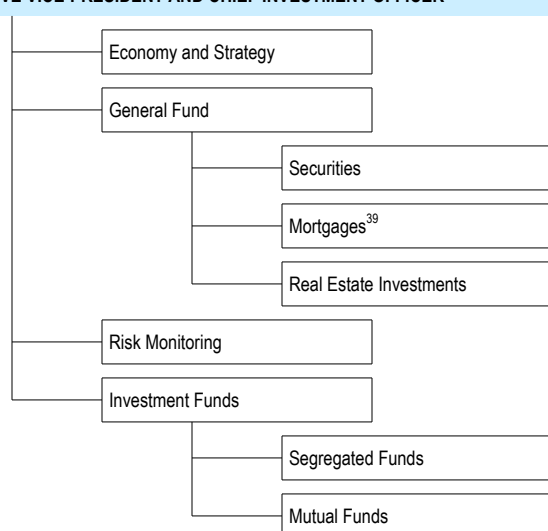 VE VICE PRESIDENT AND CHIEF INVESTMENT OFFICER
Economy and Strategy
General Fund
Securities
Mortgages³⁹
Real Estate Investments
Risk Monitoring
Investment Funds
Segregated Funds
Mutual Funds